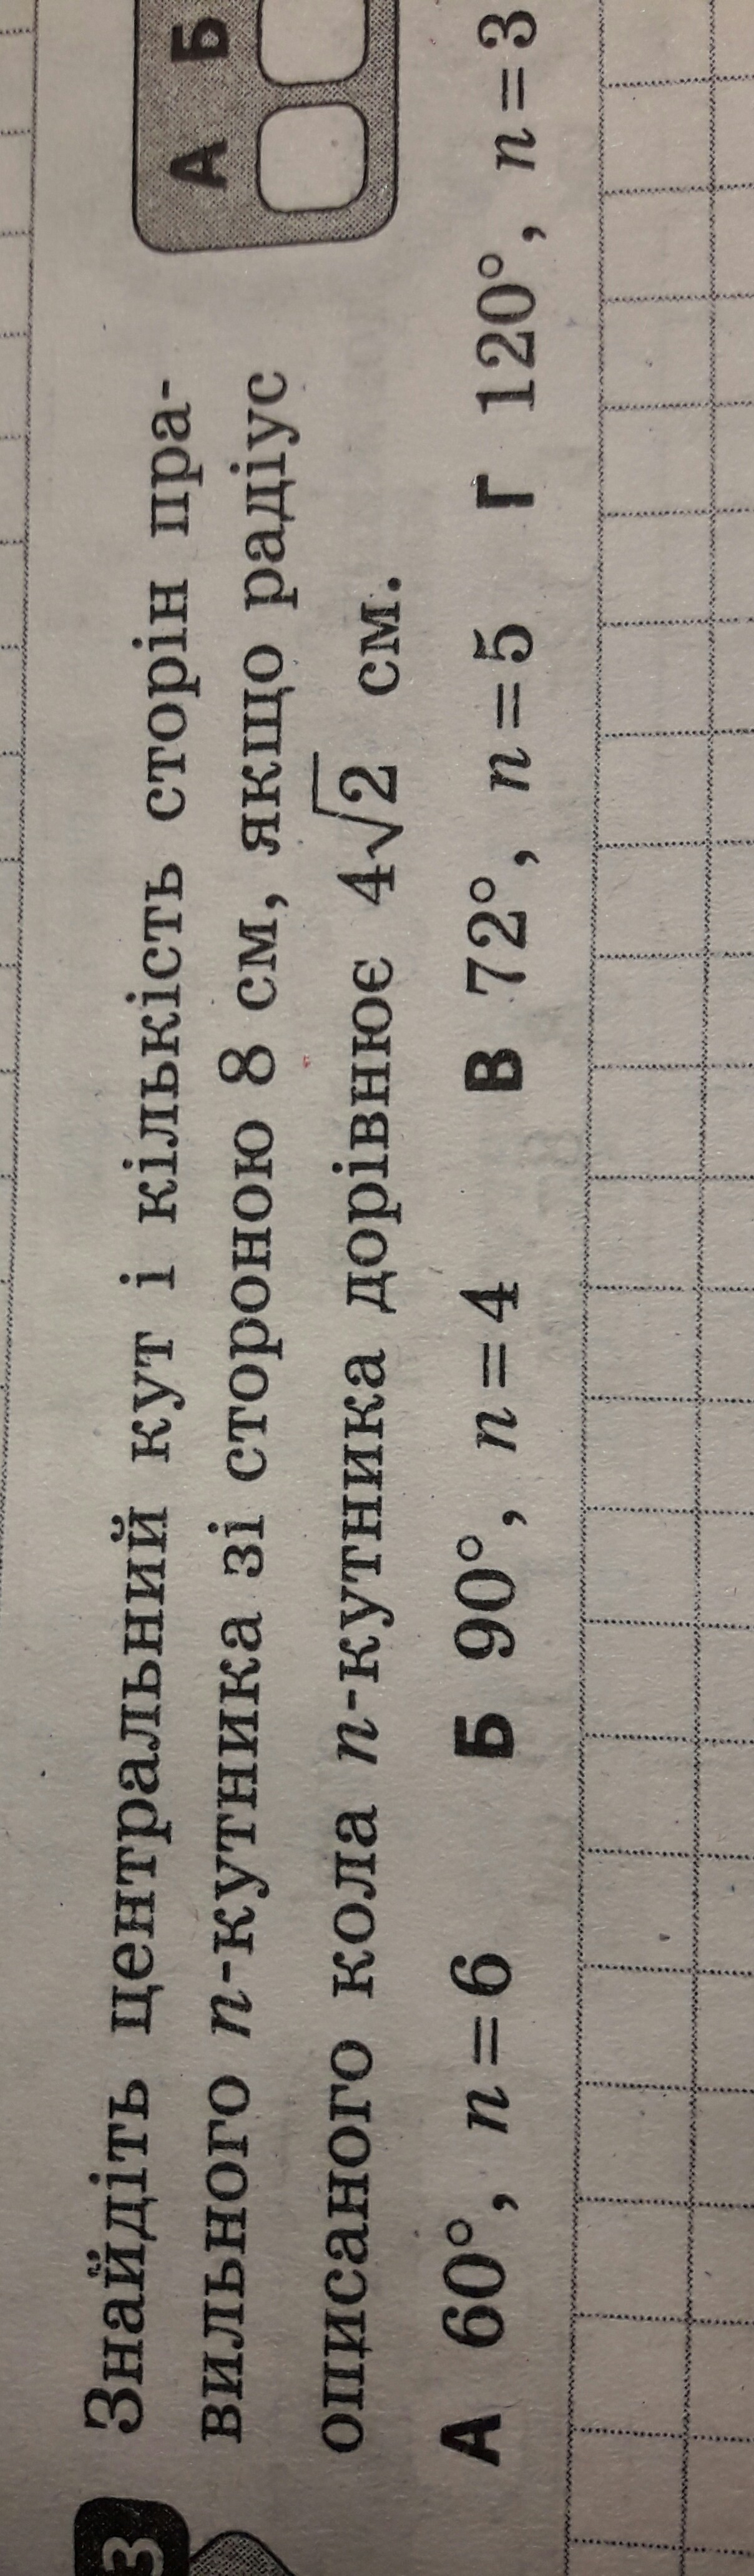 3 Знайдіть центральний кут і кількість сторін пра-
вильного n-кутника зі стороною 8 см, якщо радіус
описаного кола n-кутника дорівнює 4√2 см.
А Б
А 60°, n=6 Б 90°, n=4 В 72°, n=5 Г 120°, n=3